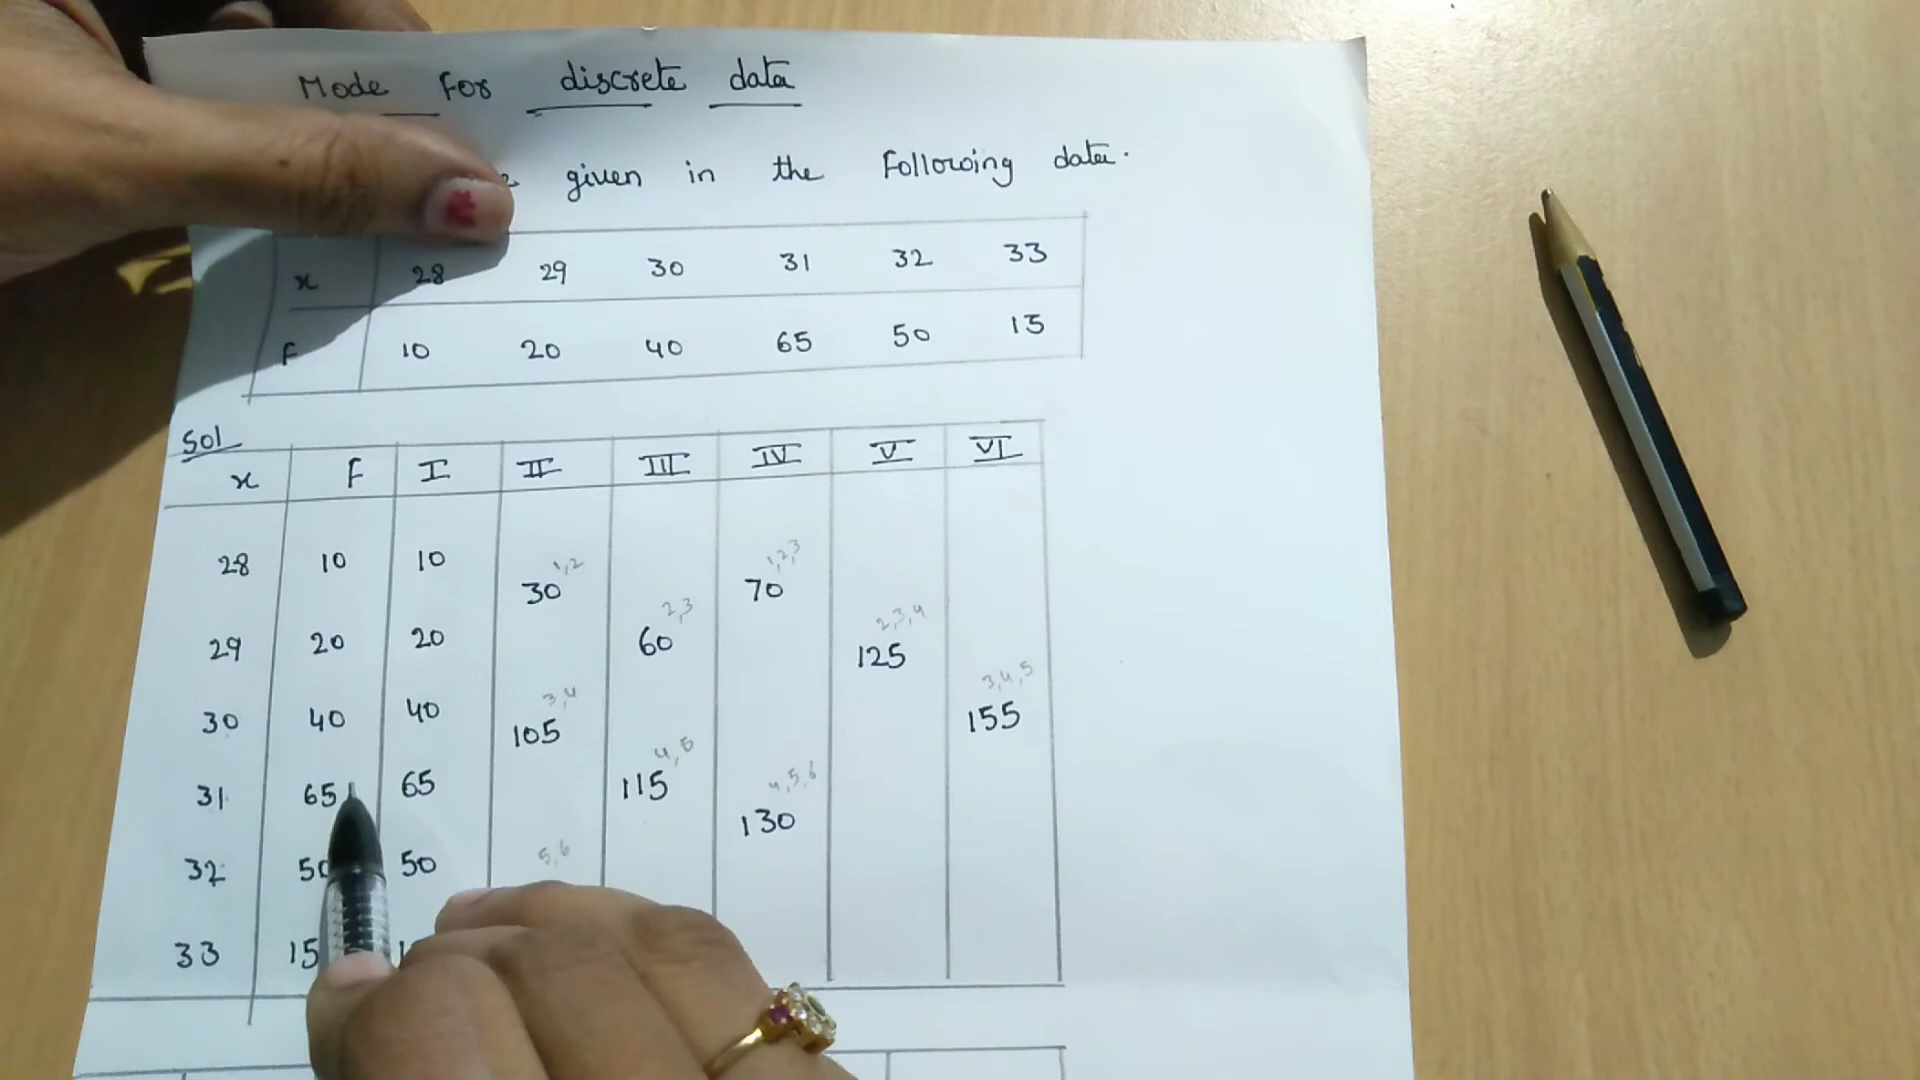 Mode For discrete data
given in the Following data.
x 28 29 30 31 32 33
F 10 20 40 65 50 15
Sol
x F I II III IV V VI
28 10 10 30 1,2 70 1,2,3
29 20 20 60 2,3 125 2,3,4
30 40 40 105 3,4 155 3,4,5
31 65 65 115 4,5 130 4,5,6
32 50 50 5,6
33 15